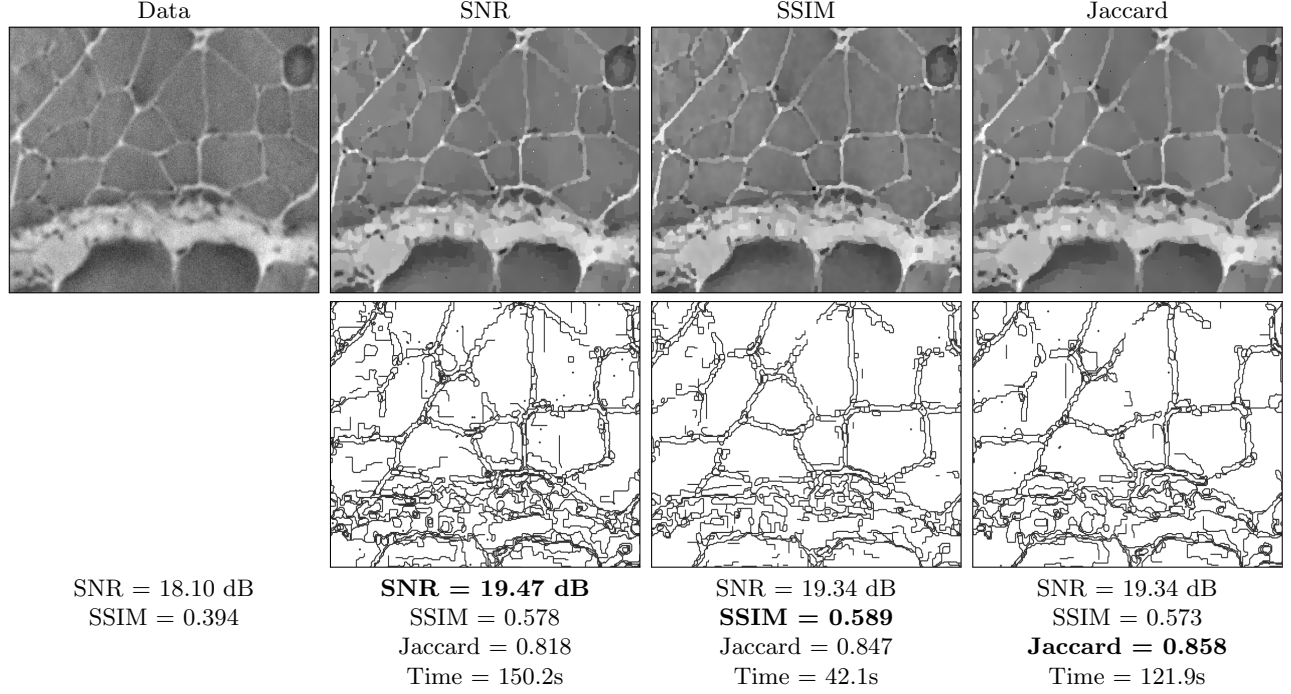 Data
SNR
SSIM
Jaccard
SNR = 18.10 dB
SSIM = 0.394
SNR = 19.47 dB
SSIM = 0.578
Jaccard = 0.818
Time = 150.2s
SNR = 19.34 dB
SSIM = 0.589
Jaccard = 0.847
Time = 42.1s
SNR = 19.34 dB
SSIM = 0.573
Jaccard = 0.858
Time = 121.9s